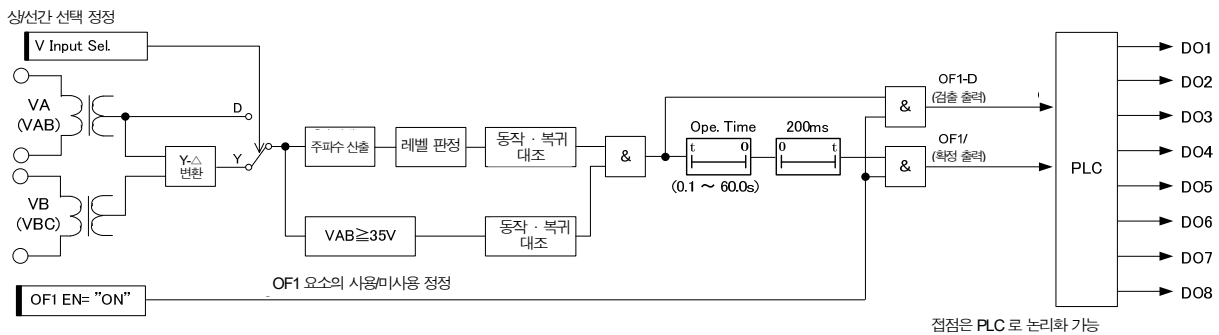 상/선간 선택 정정
V Input Sel.
VA
(VAB)
VB
(VBC)
D
Y
Y-△
변환
주파수 산출
레벨 판정
동작 · 복귀
대조
VAB≧35V
동작 · 복귀
대조
&
Ope. Time
t 0
(0.1 ～ 60.0s)
200ms
0 t
&
OF1-D
(검출 출력)
&
OF1/
(확정 출력)
PLC
DO1
DO2
DO3
DO4
DO5
DO6
DO7
DO8
OF1 요소의 사용/미사용 정정
OF1 EN= ”ON”
접점은 PLC 로 논리화 가능